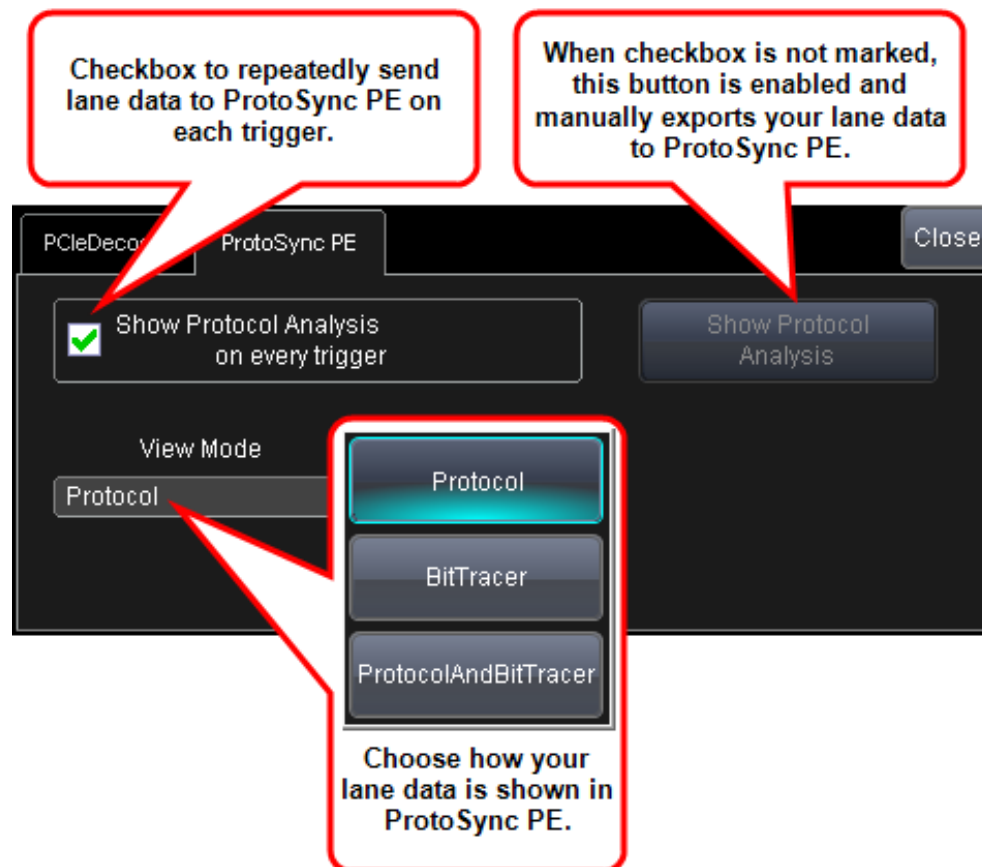 Checkbox to repeatedly send
lane data to ProtoSync PE on
each trigger.
When checkbox is not marked,
this button is enabled and
manually exports your lane data
to ProtoSync PE.
PCIeDeco
ProtoSync PE
Close
Show Protocol Analysis
on every trigger
Show Protocol
Analysis
View Mode
Protocol
Protocol
BitTracer
ProtocolAndBitTracer
Choose how your
lane data is shown in
ProtoSync PE.